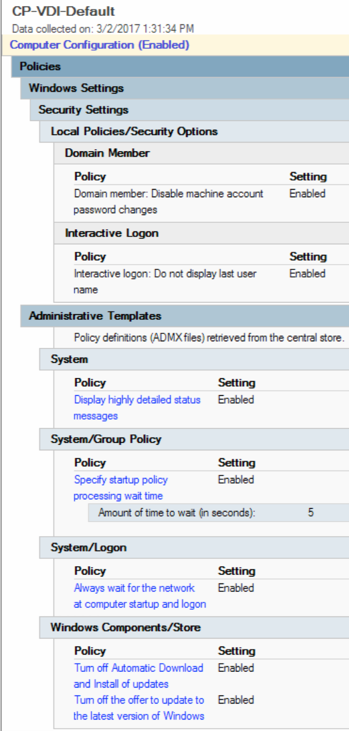 CP-VDI-Default
Data collected on: 3/2/2017 1:31:34 PM
Computer Configuration (Enabled)
Policies
Windows Settings
Security Settings
Local Policies/Security Options
Domain Member
Policy Setting
Domain member: Disable machine account Enabled
password changes
Interactive Logon
Policy Setting
Interactive logon: Do not display last user Enabled
name
Administrative Templates
Policy definitions (ADMX files) retrieved from the central store.
System
Policy Setting
Display highly detailed status Enabled
messages
System/Group Policy
Policy Setting
Specify startup policy Enabled
processing wait time
Amount of time to wait (in seconds): 5
System/Logon
Policy Setting
Always wait for the network Enabled
at computer startup and logon
Windows Components/Store
Policy Setting
Turn off Automatic Download Enabled
and Install of updates
Turn off the offer to update to Enabled
the latest version of Windows